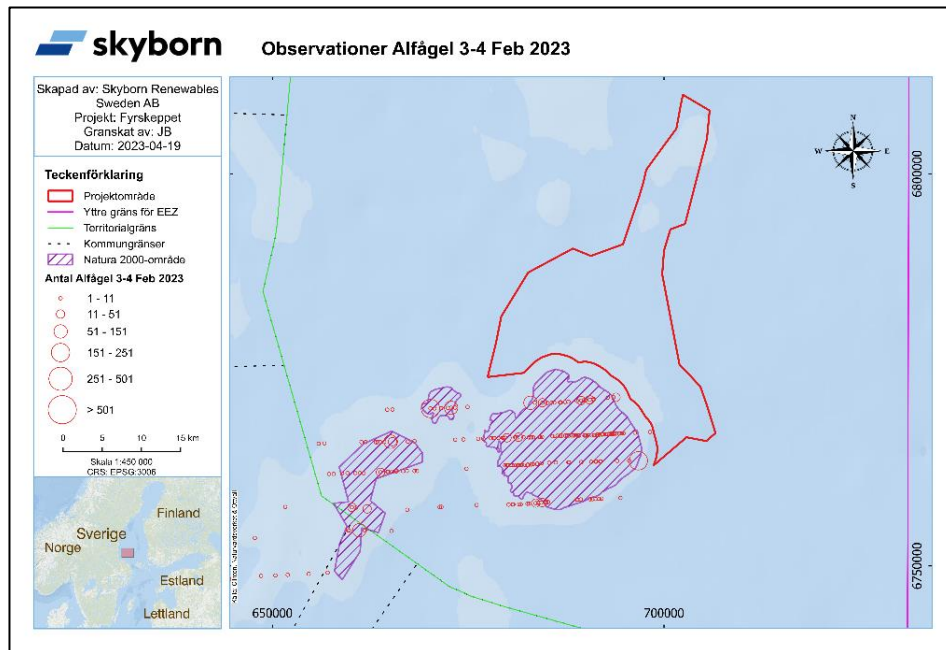 skyborn
Observationer Alfågel 3-4 Feb 2023
Skapad av: Skyborn Renewables
Sweden AB
Projekt: Fyrskeppet
Granskat av: JB
Datum: 2023-04-19
Teckenförklaring
Projektområde
Yttre gräns för EEZ
Territorialgräns
Kommungränser
Natura 2000-område
Antal Alfågel 3-4 Feb 2023
1 - 11
11 - 51
51 - 151
151 - 251
251 - 501
> 501
0 5 10 15 km
Skala 1:450 000
CRS: EPSG:3006
Finland
Sverige
Norge
Estland
Lettland
N
W E
S
6800000
6750000
650000
700000